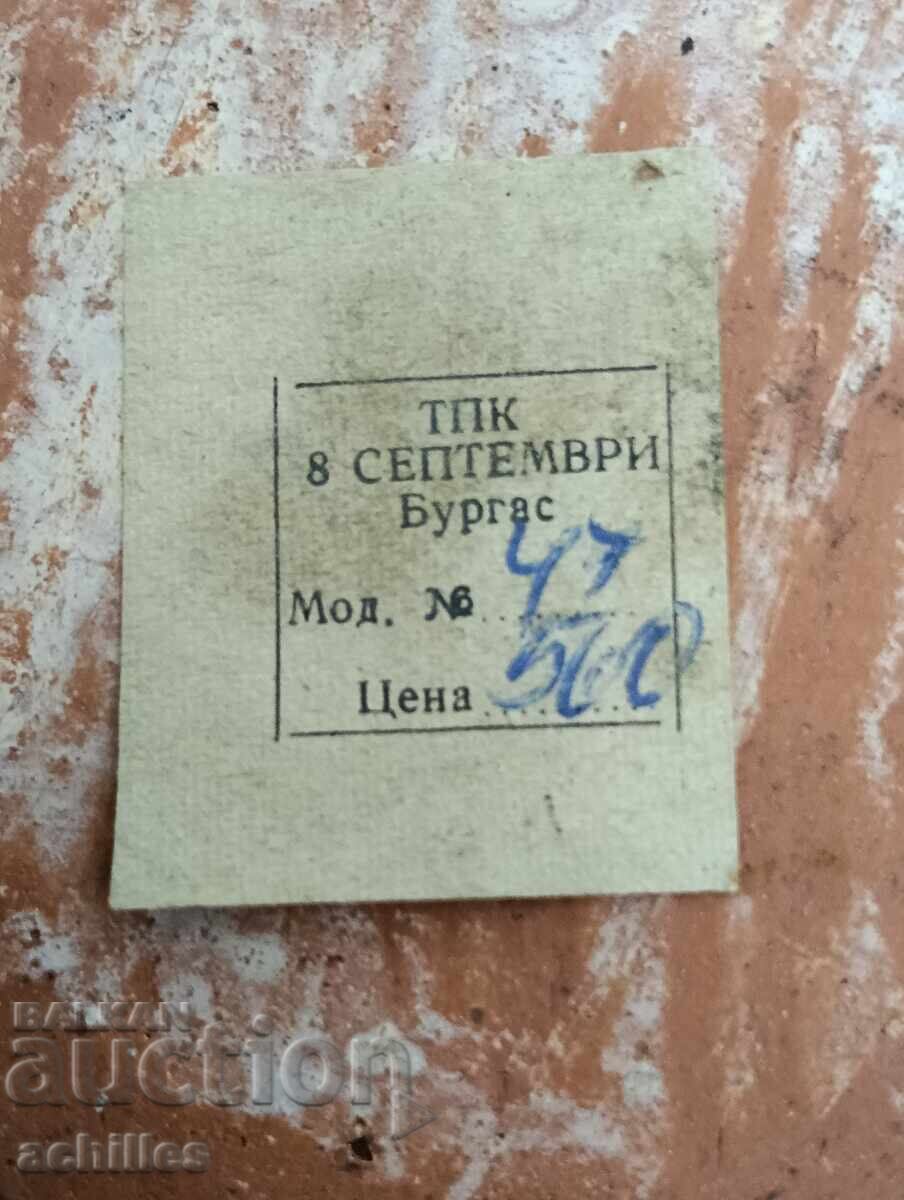 ТПК
8 СЕПТЕМВРИ
Бургас
Мод. №
Цена
BALKAN
auction
achilles